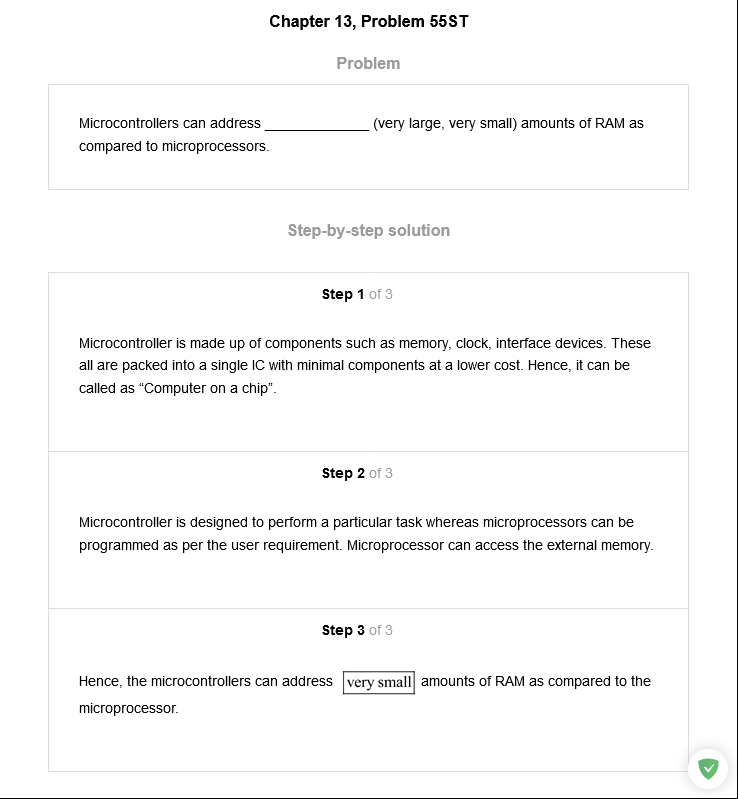 Chapter 13, Problem 55ST
Problem
Microcontrollers can address ______________ (very large, very small) amounts of RAM as
compared to microprocessors.
Step-by-step solution
Step 1 of 3
Microcontroller is made up of components such as memory, clock, interface devices. These
all are packed into a single IC with minimal components at a lower cost. Hence, it can be
called as “Computer on a chip”.
Step 2 of 3
Microcontroller is designed to perform a particular task whereas microprocessors can be
programmed as per the user requirement. Microprocessor can access the external memory.
Step 3 of 3
Hence, the microcontrollers can address very small amounts of RAM as compared to the
microprocessor.